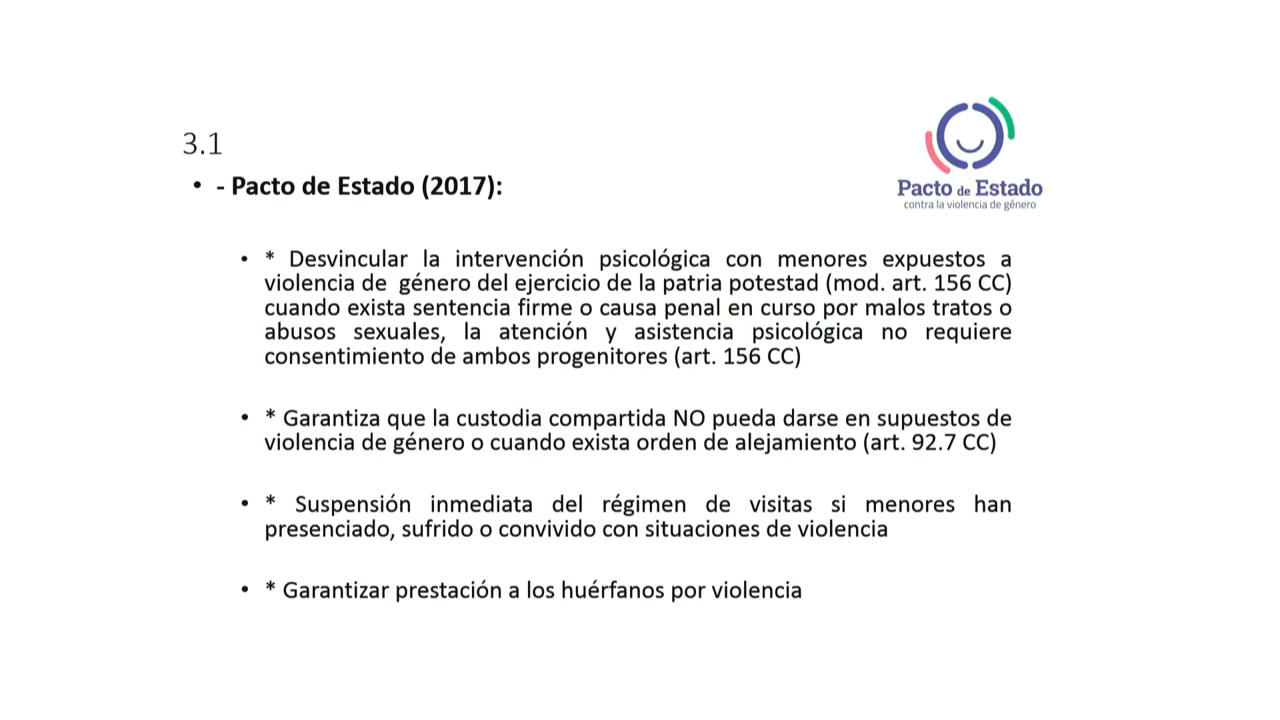 3.1
Pacto de Estado
contra la violencia de género
• - Pacto de Estado (2017):
• * Desvincular la intervención psicológica con menores expuestos a
violencia de género del ejercicio de la patria potestad (mod. art. 156 CC)
cuando exista sentencia firme o causa penal en curso por malos tratos o
abusos sexuales, la atención y asistencia psicológica no requiere
consentimiento de ambos progenitores (art. 156 CC)
• * Garantiza que la custodia compartida NO pueda darse en supuestos de
violencia de género o cuando exista orden de alejamiento (art. 92.7 CC)
• * Suspensión inmediata del régimen de visitas si menores han
presenciado, sufrido o convivido con situaciones de violencia
• * Garantizar prestación a los huérfanos por violencia